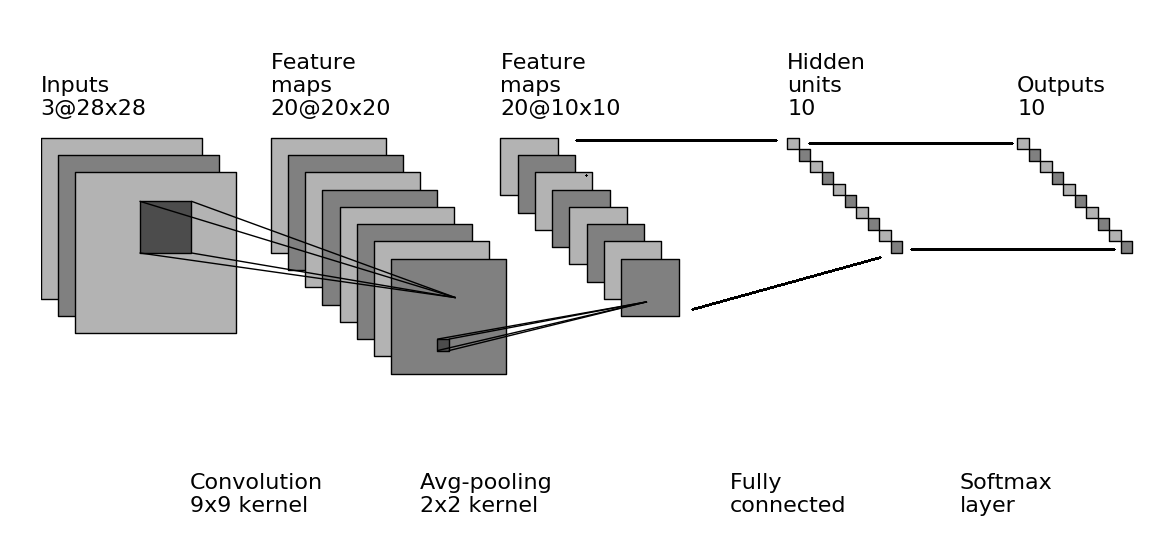 Inputs
3@28x28
Feature
maps
20@20x20
Feature
maps
20@10x10
Hidden
units
10
Outputs
10
Convolution
9x9 kernel
Avg-pooling
2x2 kernel
Fully
connected
Softmax
layer